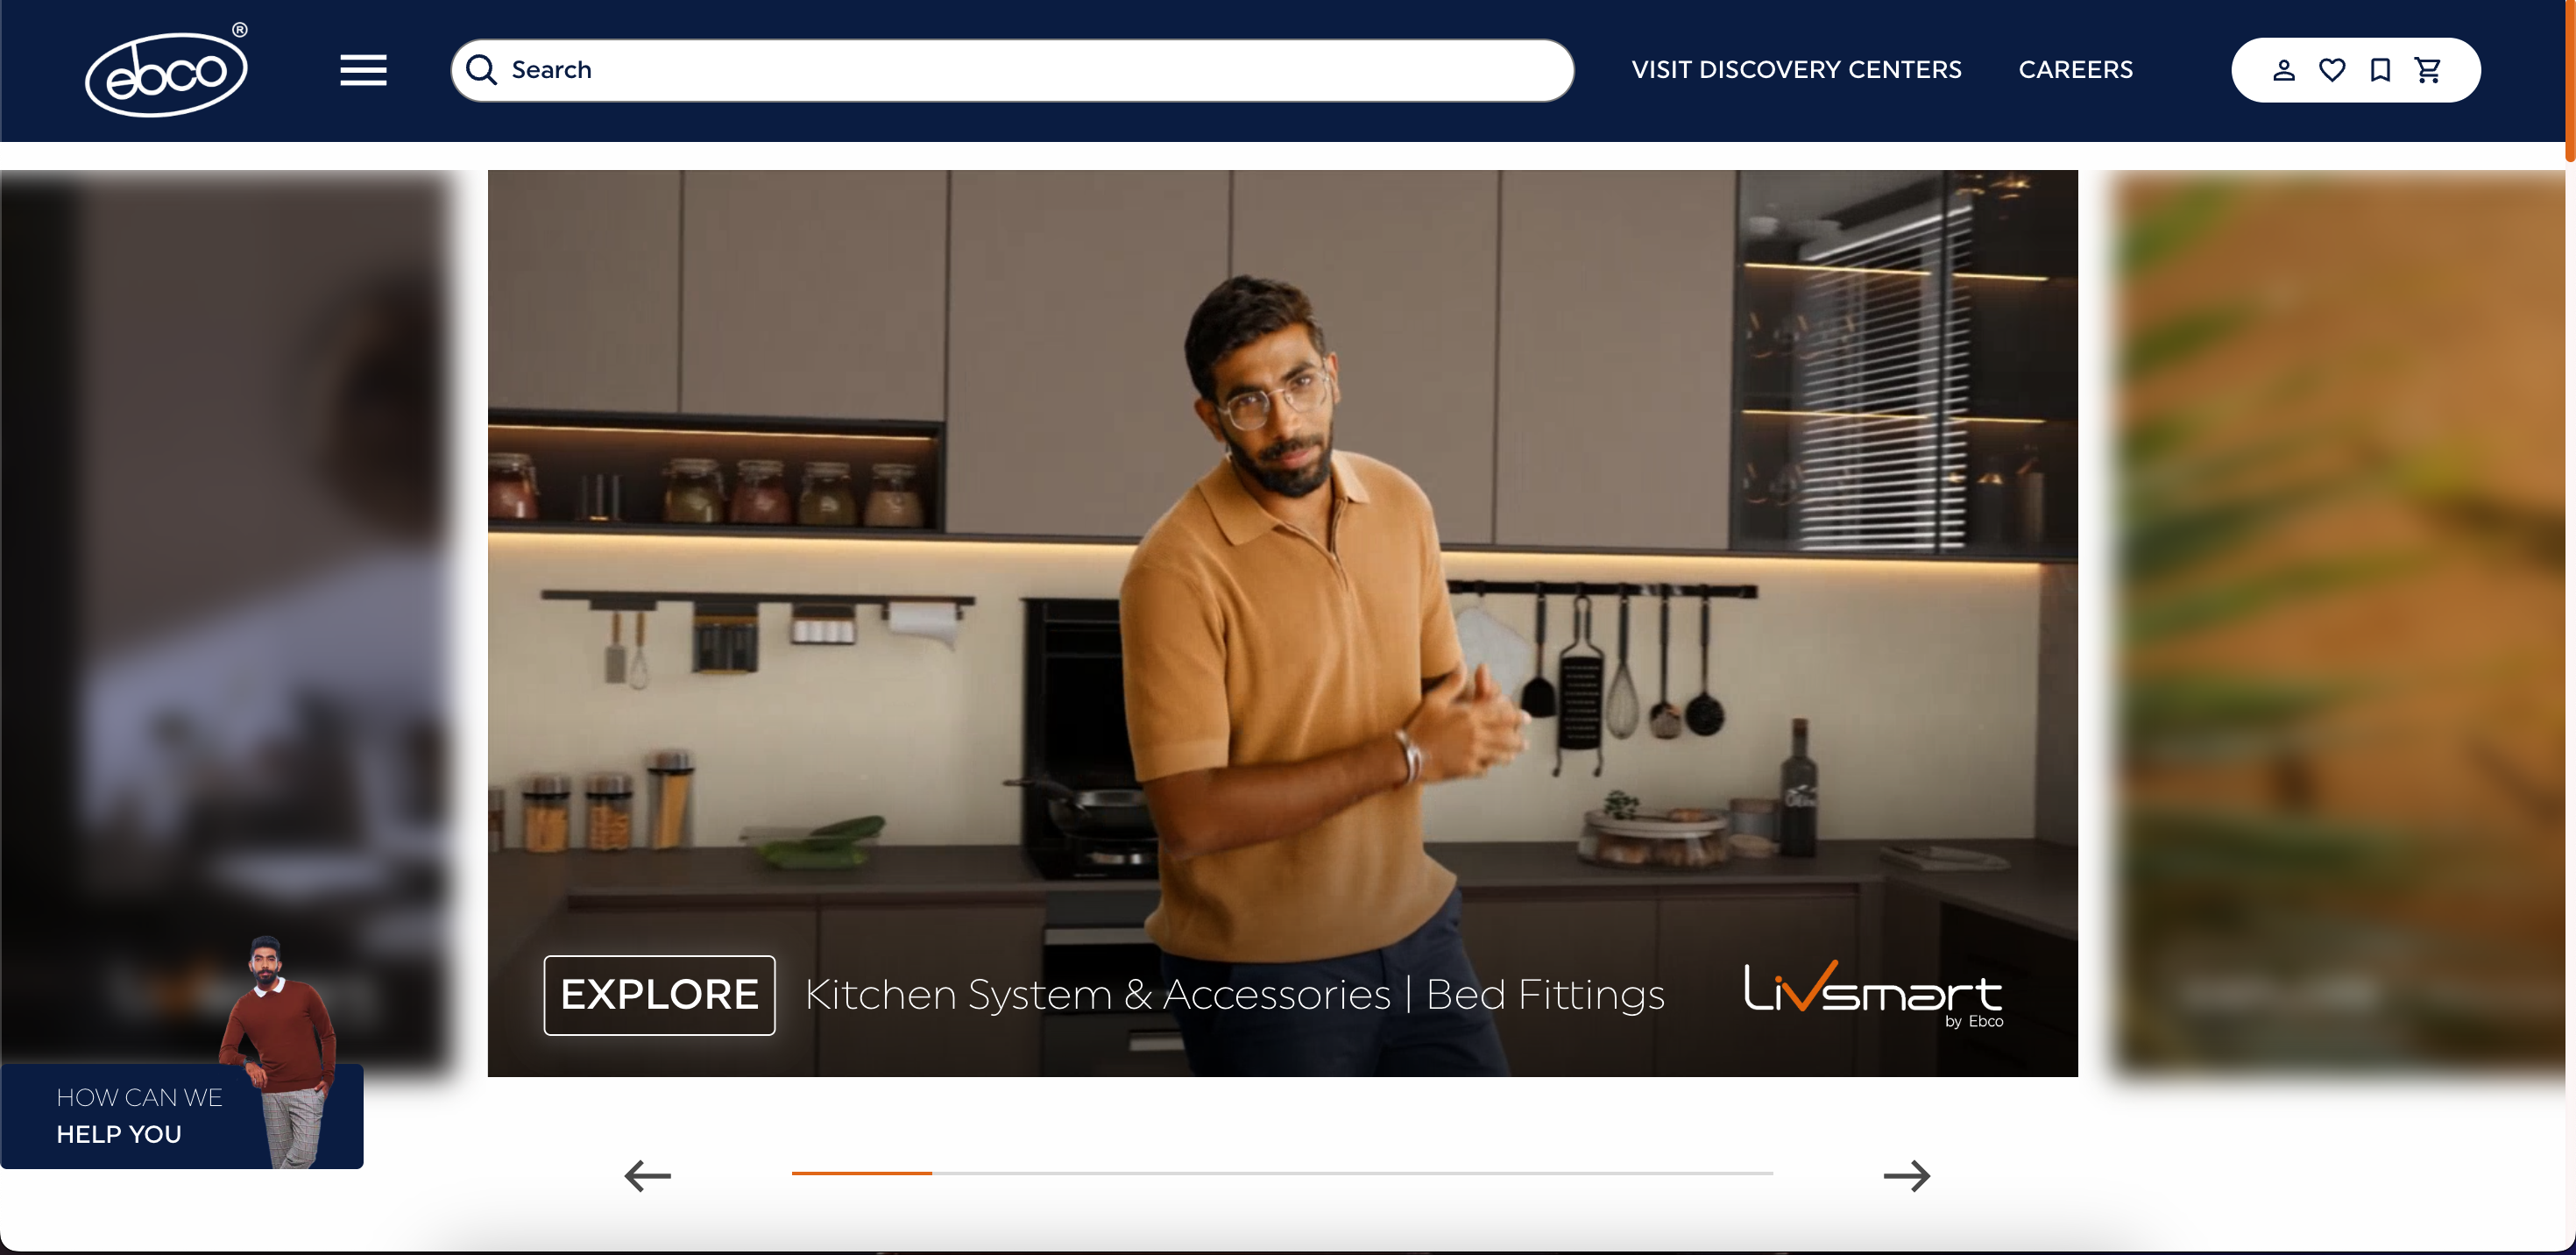 ebco®
Search
VISIT DISCOVERY CENTERS
CAREERS
EXPLORE
Kitchen System & Accessories | Bed Fittings
Livsmart
by Ebco
HOW CAN WE
HELP YOU